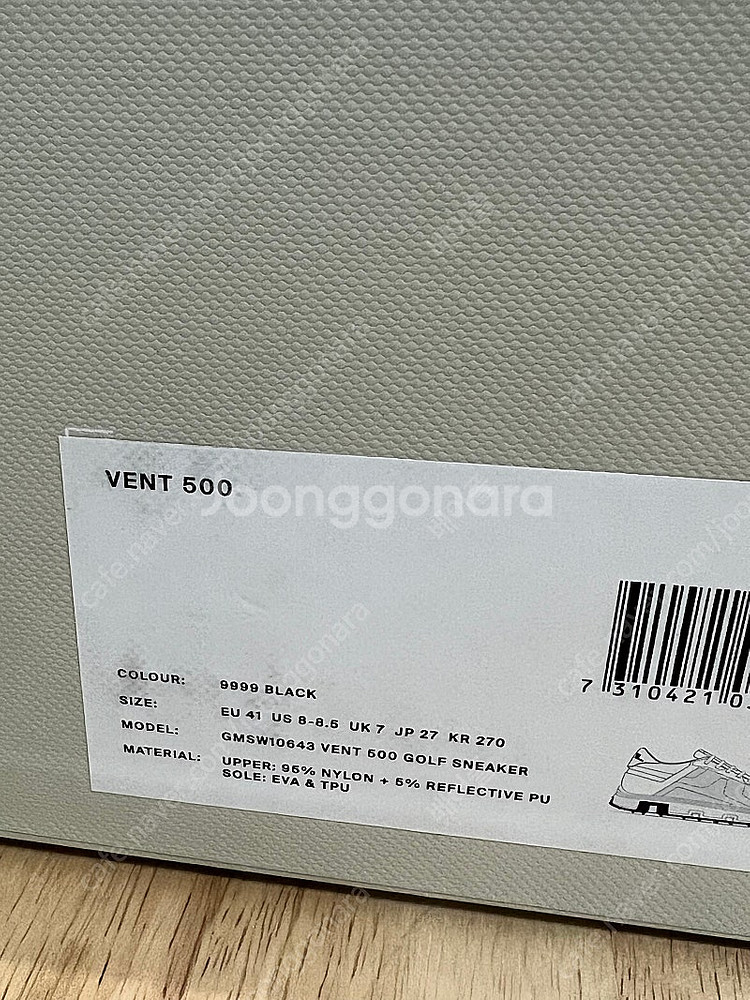 VENT 500
Joonggonara
COLOUR: 9999 BLACK
SIZE: EU 41 US 8-8.5 UK 7 JP 27 KR 270
MODEL: GMSW10643 VENT 500 GOLF SNEAKER
MATERIAL: UPPER: 95% NYLON + 5% REFLECTIVE PU
SOLE: EVA & TPU
7 310421 0